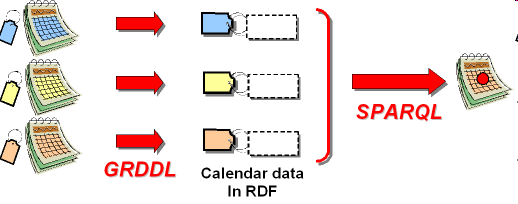 SPARQL
GRDDL
Calendar data
In RDF